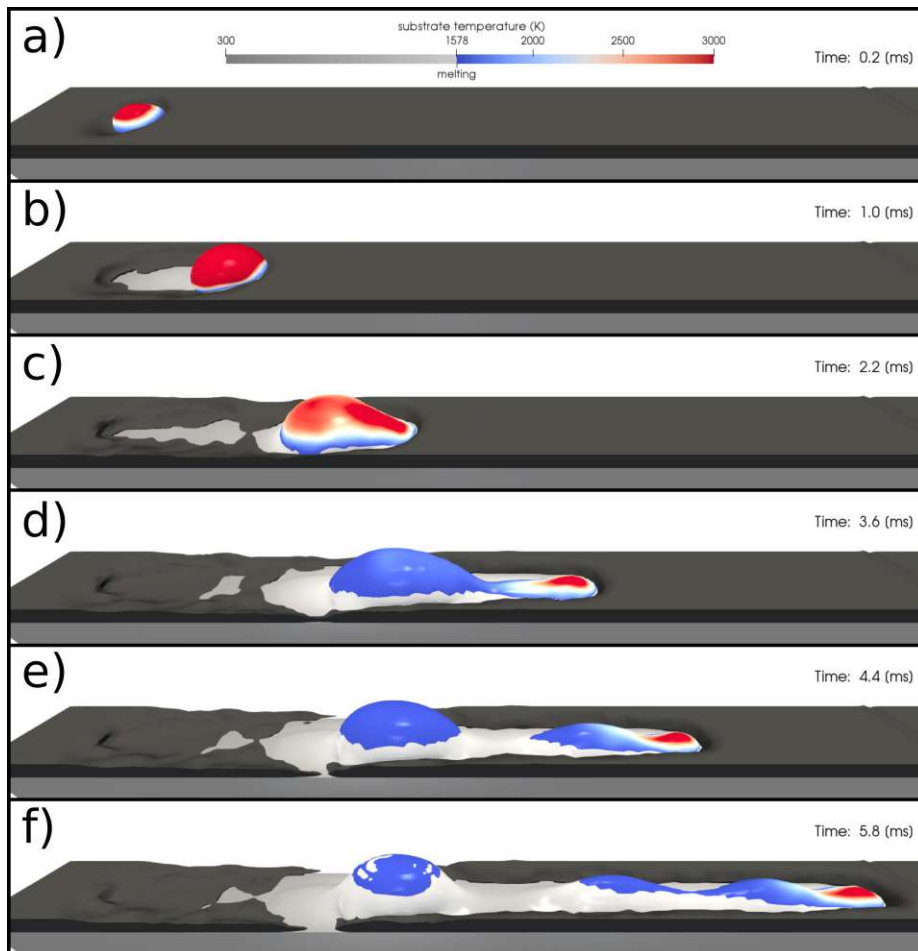 a)
substrate temperature (K)
300 1578 2000 2500 3000
melting
Time: 0.2 [ms]
b)
Time: 1.0 [ms]
c)
Time: 2.2 [ms]
d)
Time: 3.6 [ms]
e)
Time: 4.4 [ms]
f)
Time: 5.8 [ms]